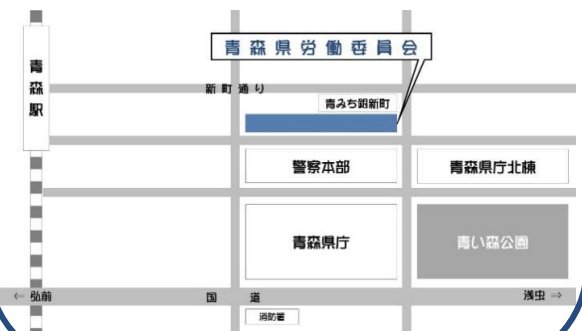 青森県労働委員会
青森駅
新町通り
青みち銀新町
警察本部
青森県庁北棟
青森県庁
青い森公園
← 弘前
国道
浅虫 ⇒
消防署